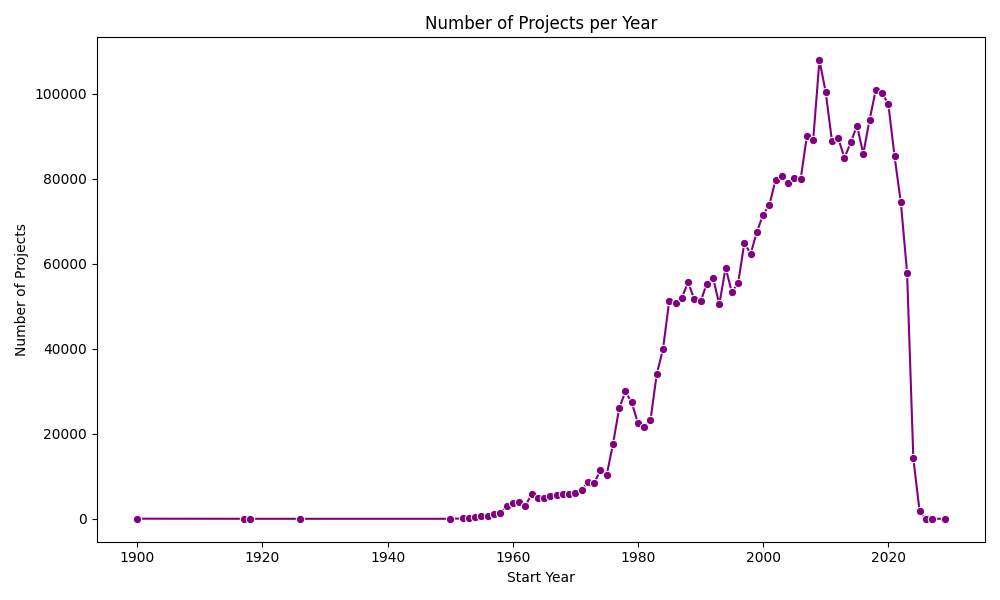 Number of Projects per Year
Number of Projects
100000
80000
60000
40000
20000
0
1900 1920 1940 1960 1980 2000 2020
Start Year